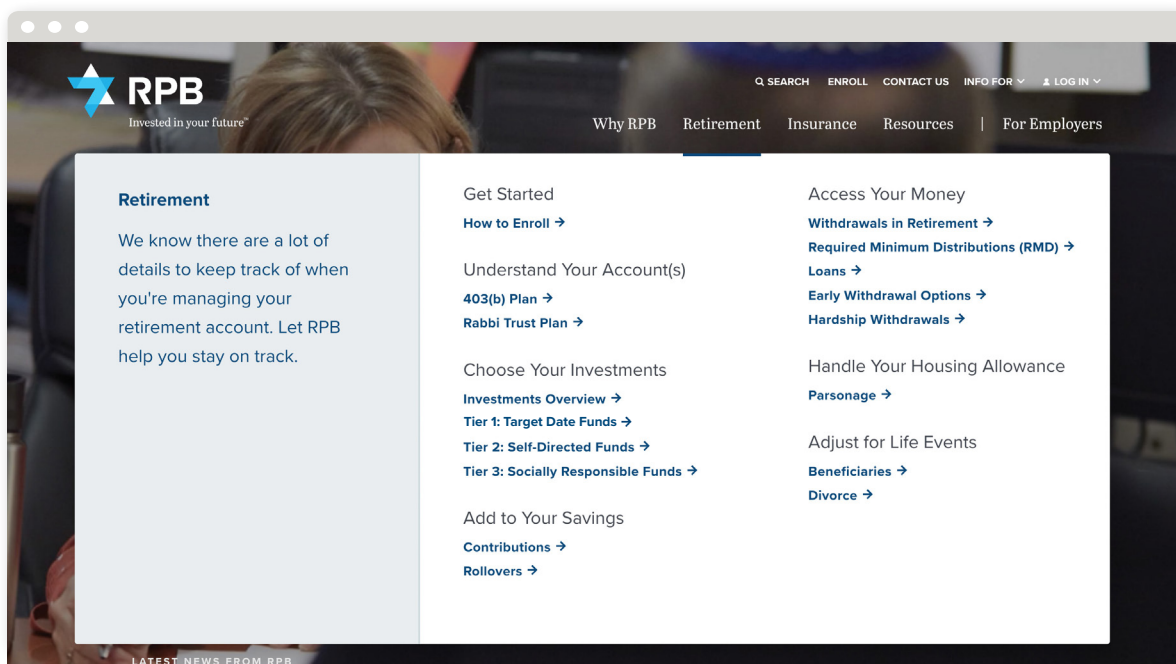 RPB
Invested in your future™
SEARCH ENROLL CONTACT US INFO FOR LOG IN
Why RPB Retirement Insurance Resources | For Employers
Retirement
We know there are a lot of
details to keep track of when
you're managing your
retirement account. Let RPB
help you stay on track.
Get Started
How to Enroll →
Understand Your Account(s)
403(b) Plan →
Rabbi Trust Plan →
Choose Your Investments
Investments Overview →
Tier 1: Target Date Funds →
Tier 2: Self-Directed Funds →
Tier 3: Socially Responsible Funds →
Add to Your Savings
Contributions →
Rollovers →
Access Your Money
Withdrawals in Retirement →
Required Minimum Distributions (RMD) →
Loans →
Early Withdrawal Options →
Hardship Withdrawals →
Handle Your Housing Allowance
Parsonage →
Adjust for Life Events
Beneficiaries →
Divorce →
LATEST NEWS FROM RPB